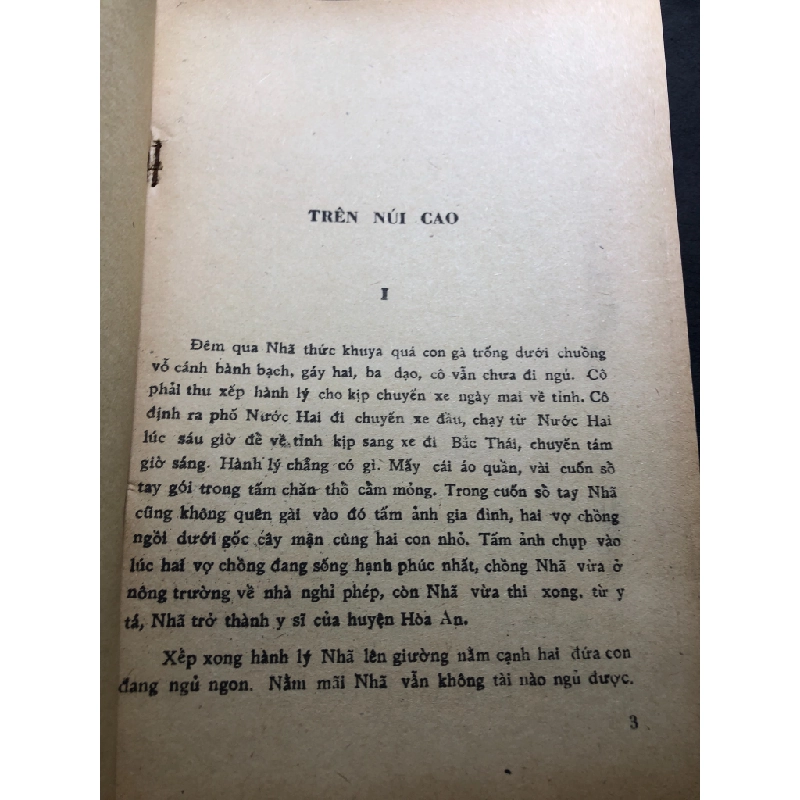 TRÊN NÚI CAO
I
Đêm qua Nhã thức khuya quá con gà trống dưới chuồng
vỗ cánh bành bạch, gáy hai, ba dạo, cô vẫn chưa đi ngủ. Cô
phải thu xếp hành lý cho kịp chuyến xe ngày mai về tỉnh. Cô
định ra phố Nước Hai đi chuyến xe đầu, chạy từ Nước Hai
lúc sáu giờ để về tỉnh kịp sang xe đi Bắc Thái, chuyến tám
giờ sáng. Hành lý chẳng có gì. Mấy cái áo quần, vài cuốn sổ
tay gói trong tấm chăn thổ cẩm mỏng. Trong cuốn sổ tay Nhã
cũng không quên gài vào đó tấm ảnh gia đình, hai vợ chồng
ngồi dưới gốc cây mận cùng hai con nhỏ. Tấm ảnh chụp vào
lúc hai vợ chồng đang sống hạnh phúc nhất, chồng Nhã vừa ở
nông trường về nhà nghỉ phép, còn Nhã vừa thi xong, từ y
tá, Nhã trở thành y sĩ của huyện Hòa An.
Xếp xong hành lý Nhã lên giường nằm cạnh hai đứa con
đang ngủ ngon. Nằm mãi Nhã vẫn không tài nào ngủ được.
3